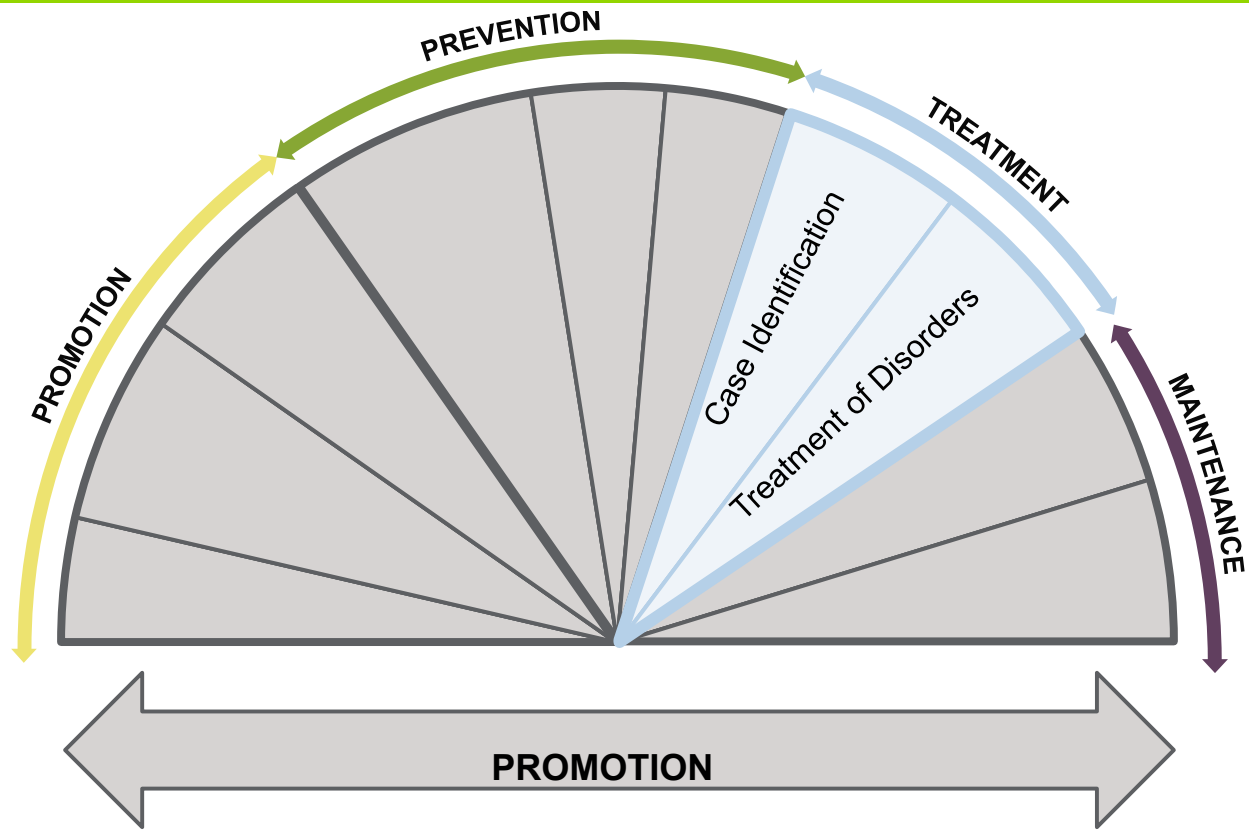 PREVENTION
TREATMENT
PROMOTION
MAINTENANCE
Case Identification
Treatment of Disorders
PROMOTION